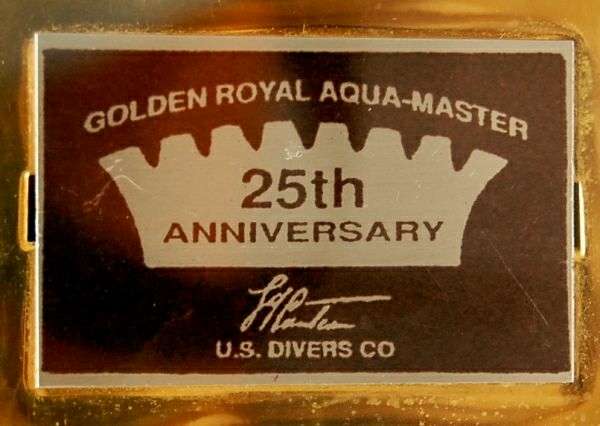 GOLDEN ROYAL AQUA-MASTER
25th
ANNIVERSARY
U.S. DIVERS CO